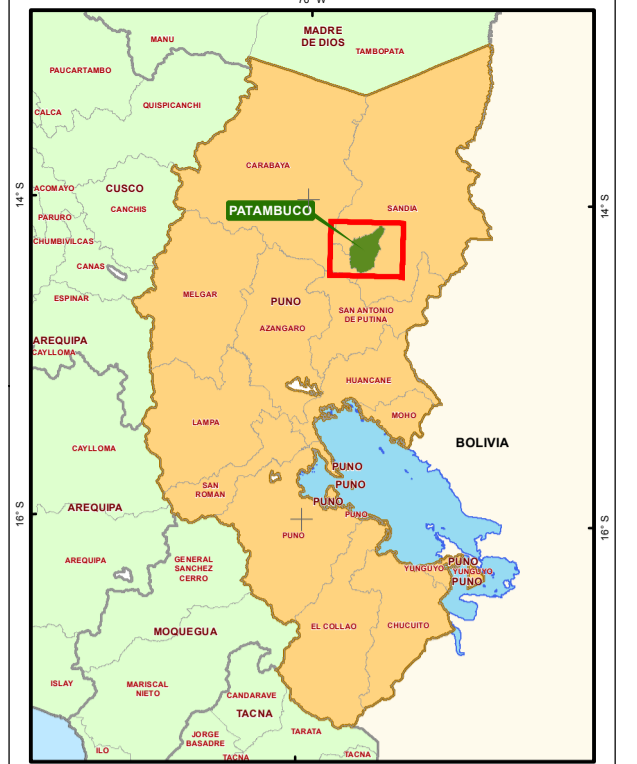 70° W
MADRE
DE DIOS
MANU
TAMBOPATA
PAUCARTAMBO
QUISPICANCHI
CALCA
CARABAYA
ACOMAYO
CUSCO
14° S
14° S
CANCHIS
SANDIA
PATAMBUCO
PARURO
CHUMBIVILCAS
CANAS
MELGAR
ESPINAR
PUNO
SAN ANTONIO
DE PUTINA
AZANGARO
AREQUIPA
CAYLLOMA
HUANCANE
MOHO
LAMPA
BOLIVIA
CAYLLOMA
PUNO
SAN
ROMAN
PUNO
PUNO
AREQUIPA
PUNO
16° S
16° S
PUNO
AREQUIPA
GENERAL
SANCHEZ
CERRO
PUNO
YUNGUYO
YUNGUYO
PUNO
MOQUEGUA
EL COLLAO
CHUCUITO
ISLAY
MARISCAL
NIETO
CANDARAVE
TACNA
TARATA
JORGE
BASADRE
ILO
TACNA
TACNA